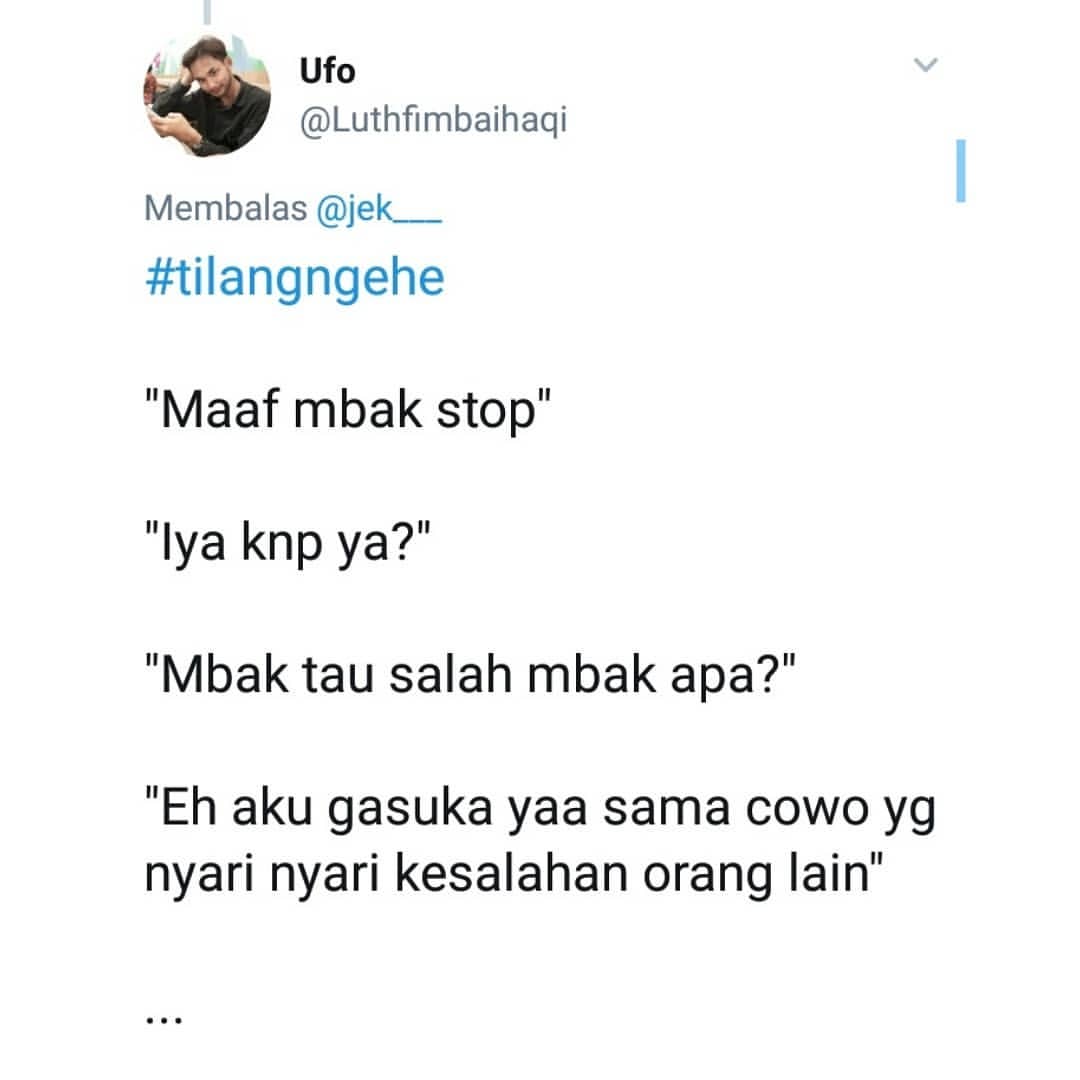 Ufo
@Luthfimbaihaqi
Membalas @jek___
#tilangngehe
"Maaf mbak stop"
"Iya knp ya?"
"Mbak tau salah mbak apa?"
"Eh aku gasuka yaa sama cowo yg
nyari nyari kesalahan orang lain"
...